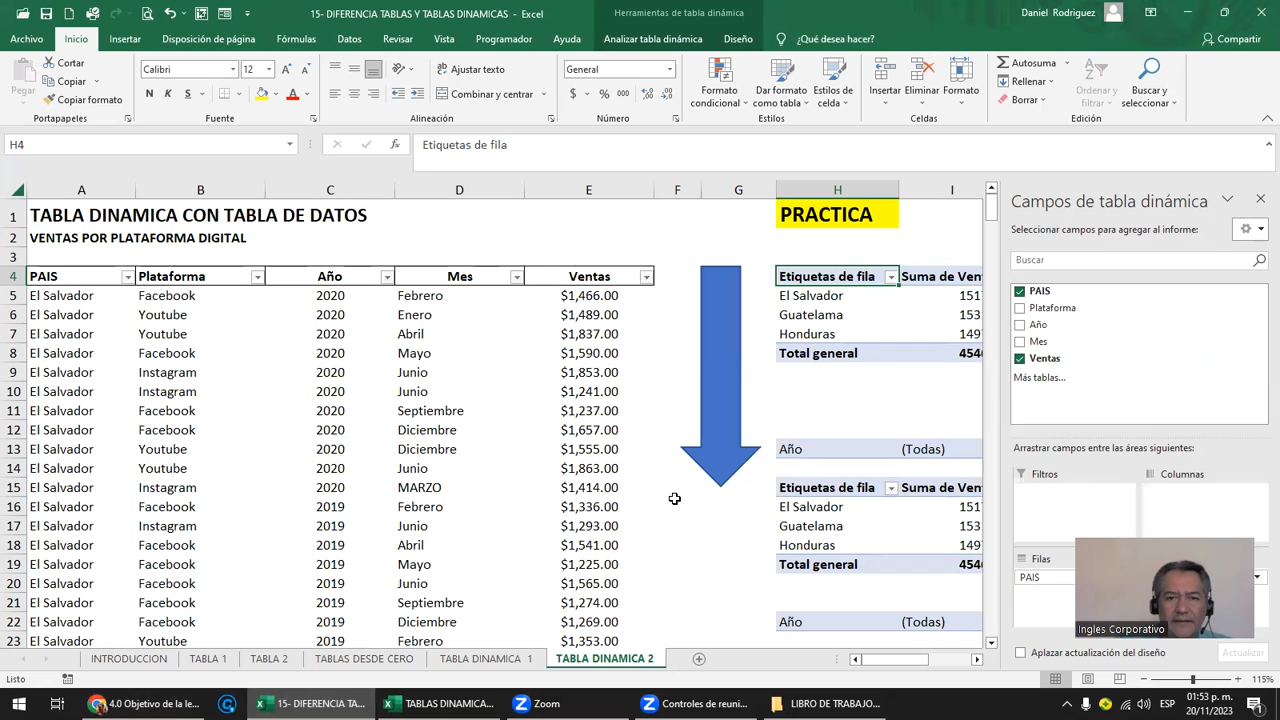 15- DIFERENCIA TABLAS Y TABLAS DINAMICAS - Excel
Herramientas de tabla dinámica
Daniel Rodriguez
Archivo Inicio Insertar Disposición de página Fórmulas Datos Revisar Vista Programador Ayuda Analizar tabla dinámica Diseño ¿Qué desea hacer? Compartir
Pegar
Cortar
Copiar
Copiar formato
Portapapeles
Calibri 12
N K S
Fuente
Ajustar texto
Combinar y centrar
Alineación
General
$ % 000
Número
Formato condicional
Dar formato como tabla
Estilos de celda
Estilos
Insertar Eliminar Formato
Celdas
Autosuma
Rellenar
Borrar
Ordenar y filtrar
Buscar y seleccionar
Edición
H4 fx Etiquetas de fila
A B C D E F G H I
1 TABLA DINAMICA CON TABLA DE DATOS PRACTICA
2 VENTAS POR PLATAFORMA DIGITAL
3
4 PAIS Plataforma Año Mes Ventas Etiquetas de fila Suma de Ven
5 El Salvador Facebook 2020 Febrero $1,466.00 El Salvador 151
6 El Salvador Youtube 2020 Enero $1,489.00 Guatelama 153
7 El Salvador Youtube 2020 Abril $1,837.00 Honduras 149
8 El Salvador Facebook 2020 Mayo $1,590.00 Total general 454
9 El Salvador Instagram 2020 Junio $1,853.00
10 El Salvador Instagram 2020 Junio $1,241.00
11 El Salvador Facebook 2020 Septiembre $1,237.00
12 El Salvador Facebook 2020 Diciembre $1,657.00
13 El Salvador Youtube 2020 Diciembre $1,555.00 Año (Todas)
14 El Salvador Youtube 2020 Junio $1,863.00
15 El Salvador Instagram 2020 MARZO $1,414.00 Etiquetas de fila Suma de Ven
16 El Salvador Facebook 2019 Febrero $1,336.00 El Salvador 151
17 El Salvador Instagram 2019 Junio $1,293.00 Guatelama 153
18 El Salvador Facebook 2019 Abril $1,541.00 Honduras 149
19 El Salvador Facebook 2019 Mayo $1,225.00 Total general 454
20 El Salvador Facebook 2019 Junio $1,565.00
21 El Salvador Facebook 2019 Septiembre $1,274.00
22 El Salvador Facebook 2019 Diciembre $1,269.00 Año (Todas)
23 El Salvador Youtube 2019 Febrero $1,353.00
Campos de tabla dinámica
Seleccionar campos para agregar al informe:
Buscar
PAIS
Plataforma
Año
Mes
Ventas
Más tablas...
Arrastrar campos entre las áreas siguientes:
Filtros Columnas
Filas
PAIS
Ingles Corporativo
Aplazar actualización del diseño Actualizar
INTRODUCCION TABLA 1 TABLA 2 TABLAS DESDE CERO TABLA DINAMICA 1 TABLA DINAMICA 2
Listo 115%
4.0 Objetivo de la le... 15- DIFERENCIA TA... TABLAS DINAMICA... Zoom Controles de reuni... LIBRO DE TRABAJO... ESP
01:53 p. m.
20/11/2023